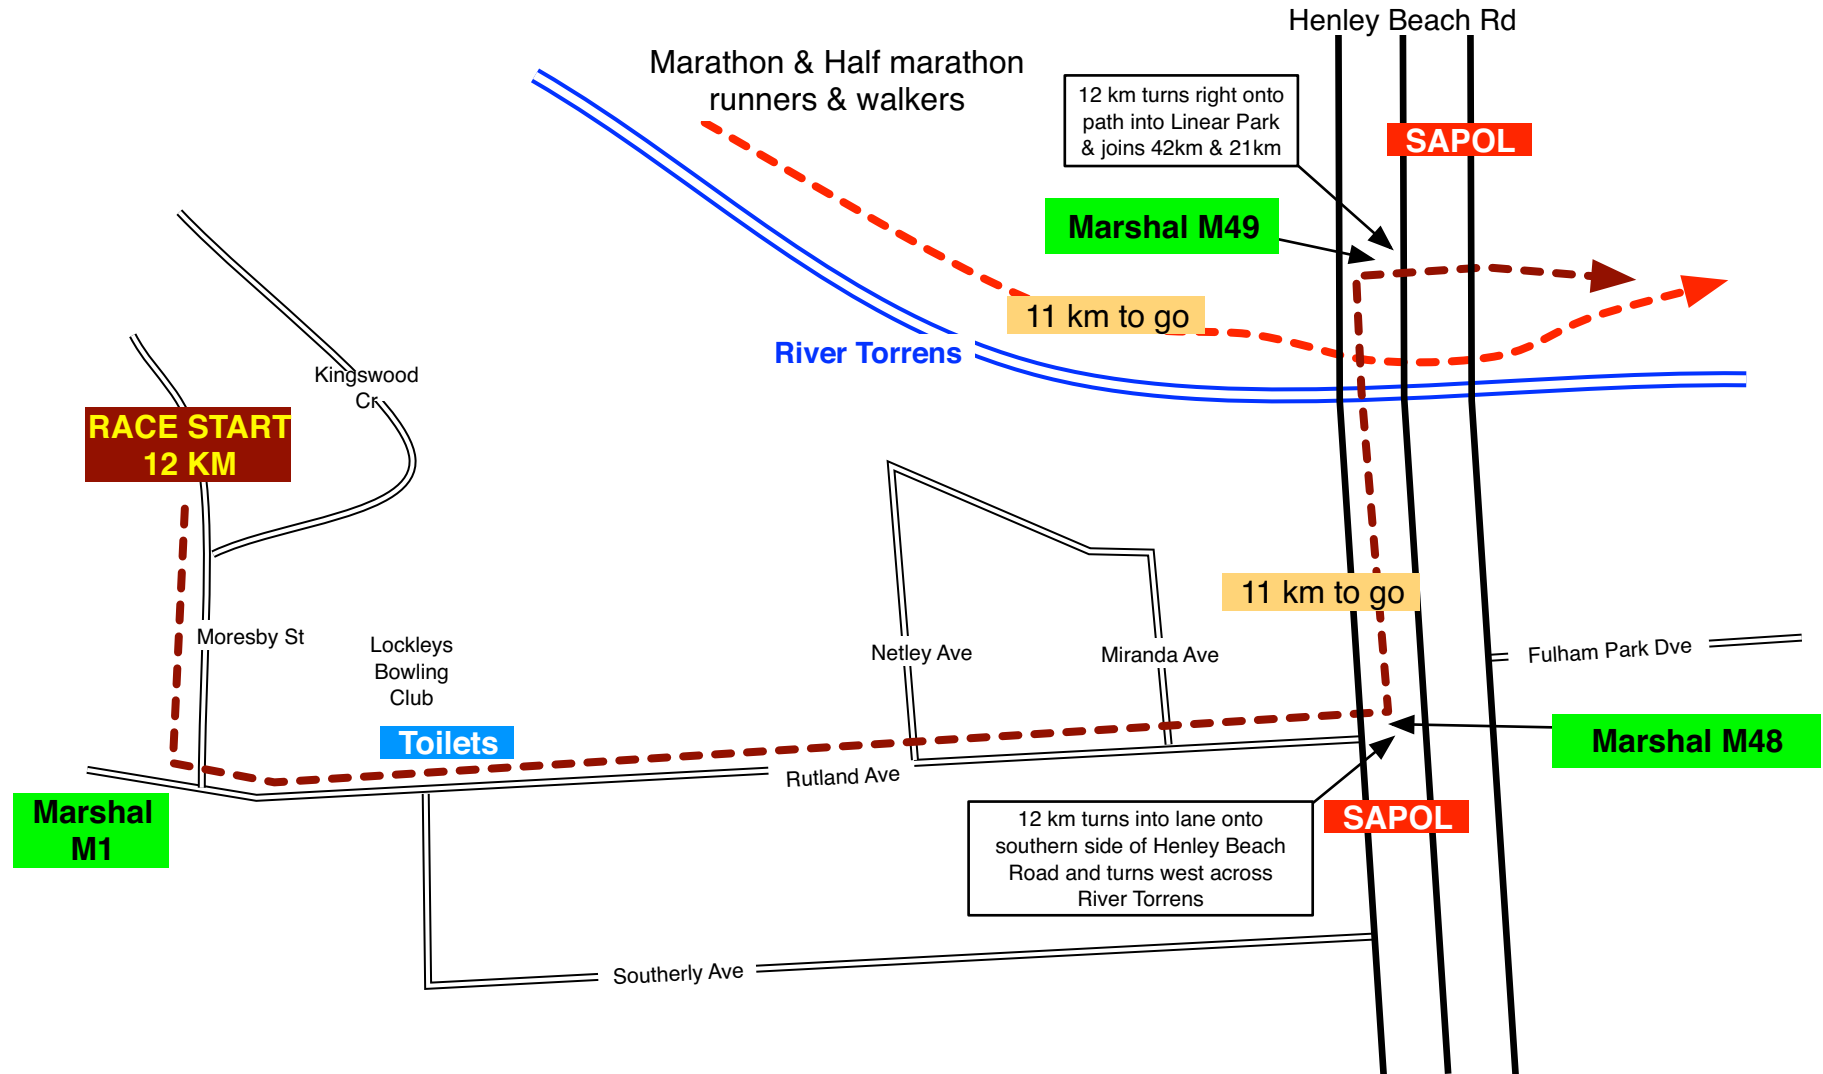 Henley Beach Rd
Marathon & Half marathon
runners & walkers
12 km turns right onto
path into Linear Park
& joins 42km & 21km
SAPOL
Marshal M49
11 km to go
River Torrens
Kingswood
Cr
RACE START
12 KM
11 km to go
Moresby St
Lockleys
Bowling
Club
Netley Ave
Miranda Ave
Fulham Park Dve
Toilets
Marshal M48
Rutland Ave
Marshal
M1
SAPOL
12 km turns into lane onto
southern side of Henley Beach
Road and turns west across
River Torrens
Southerly Ave